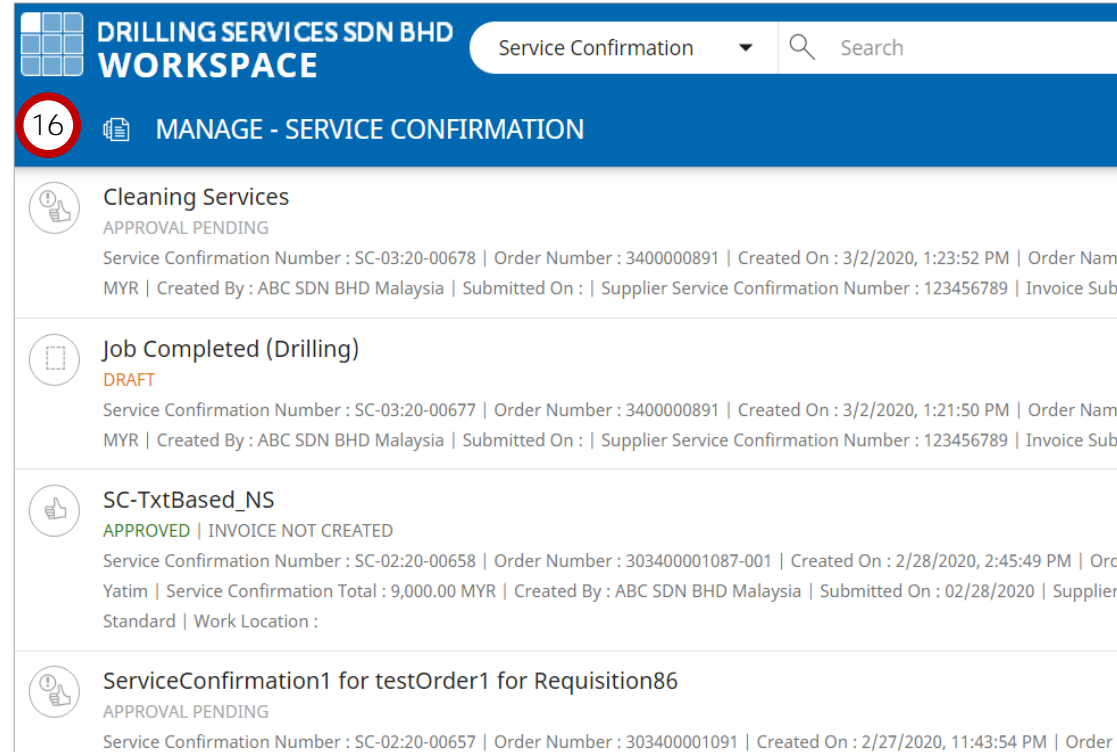 DRILLING SERVICES SDN BHD
WORKSPACE
Service Confirmation
Search
16
MANAGE - SERVICE CONFIRMATION
Cleaning Services
APPROVAL PENDING
Service Confirmation Number : SC-03:20-00678 | Order Number : 3400000891 | Created On : 3/2/2020, 1:23:52 PM | Order Nam
MYR | Created By : ABC SDN BHD Malaysia | Submitted On : | Supplier Service Confirmation Number : 123456789 | Invoice Sub
Job Completed (Drilling)
DRAFT
Service Confirmation Number : SC-03:20-00677 | Order Number : 3400000891 | Created On : 3/2/2020, 1:21:50 PM | Order Nam
MYR | Created By : ABC SDN BHD Malaysia | Submitted On : | Supplier Service Confirmation Number : 123456789 | Invoice Sub
SC-TxtBased_NS
APPROVED | INVOICE NOT CREATED
Service Confirmation Number : SC-02:20-00658 | Order Number : 303400001087-001 | Created On : 2/28/2020, 2:45:49 PM | Ord
Yatim | Service Confirmation Total : 9,000.00 MYR | Created By : ABC SDN BHD Malaysia | Submitted On : 02/28/2020 | Supplier
Standard | Work Location :
ServiceConfirmation1 for testOrder1 for Requisition86
APPROVAL PENDING
Service Confirmation Number : SC-02:20-00657 | Order Number : 303400001091 | Created On : 2/27/2020, 11:43:54 PM | Order